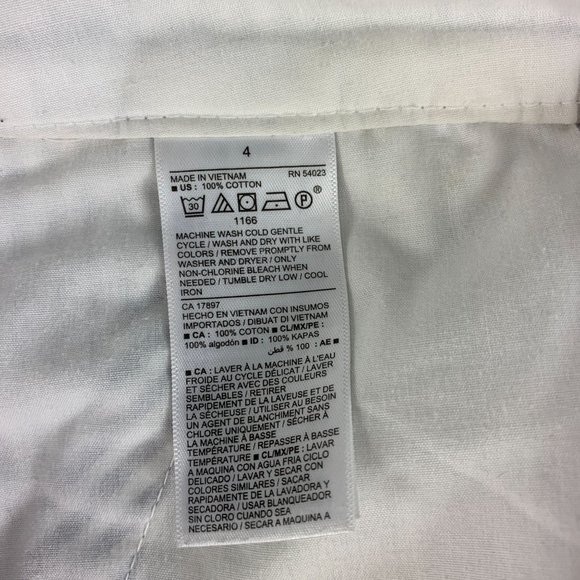 4
MADE IN VIETNAM RN 54023
■ US : 100% COTTON
30 P ®
1166
MACHINE WASH COLD GENTLE
CYCLE / WASH AND DRY WITH LIKE
COLORS / REMOVE PROMPTLY FROM
WASHER AND DRYER / ONLY
NON-CHLORINE BLEACH WHEN
NEEDED / TUMBLE DRY LOW / COOL
IRON
CA 17897
HECHO EN VIETNAM CON INSUMOS
IMPORTADOS / DIBUAT DI VIETNAM
■ CA : 100% COTON ■ CL/MX/PE :
100% algodón ■ ID : 100% KAPAS
■ AE : 100 % قطن
■ CA : LAVER À LA MACHINE À L'EAU
FROIDE AU CYCLE DÉLICAT / LAVER
ET SÉCHER AVEC DES COULEURS
SEMBLABLES / RETIRER
RAPIDEMENT DE LA LAVEUSE ET DE
LA SÉCHEUSE / UTILISER AU BESOIN
UN AGENT DE BLANCHIMENT SANS
CHLORE UNIQUEMENT / SÉCHER À
LA MACHINE À BASSE
TEMPÉRATURE / REPASSER À BASSE
TEMPÉRATURE ■ CL/MX/PE : LAVAR
A MAQUINA CON AGUA FRIA CICLO
DELICADO / LAVAR Y SECAR CON
COLORES SIMILARES / SACAR
RAPIDAMENTE DE LA LAVADORA Y
SECADORA / USAR BLANQUEADOR
SIN CLORO CUANDO SEA
NECESARIO / SECAR A MAQUINA A